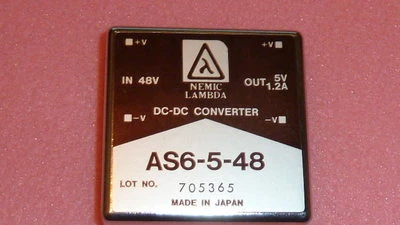 +V +V
IN 48V NEMIC LAMBDA OUT 5V 1.2A
-V -V
DC-DC CONVERTER
AS6-5-48
LOT NO. 705365
MADE IN JAPAN